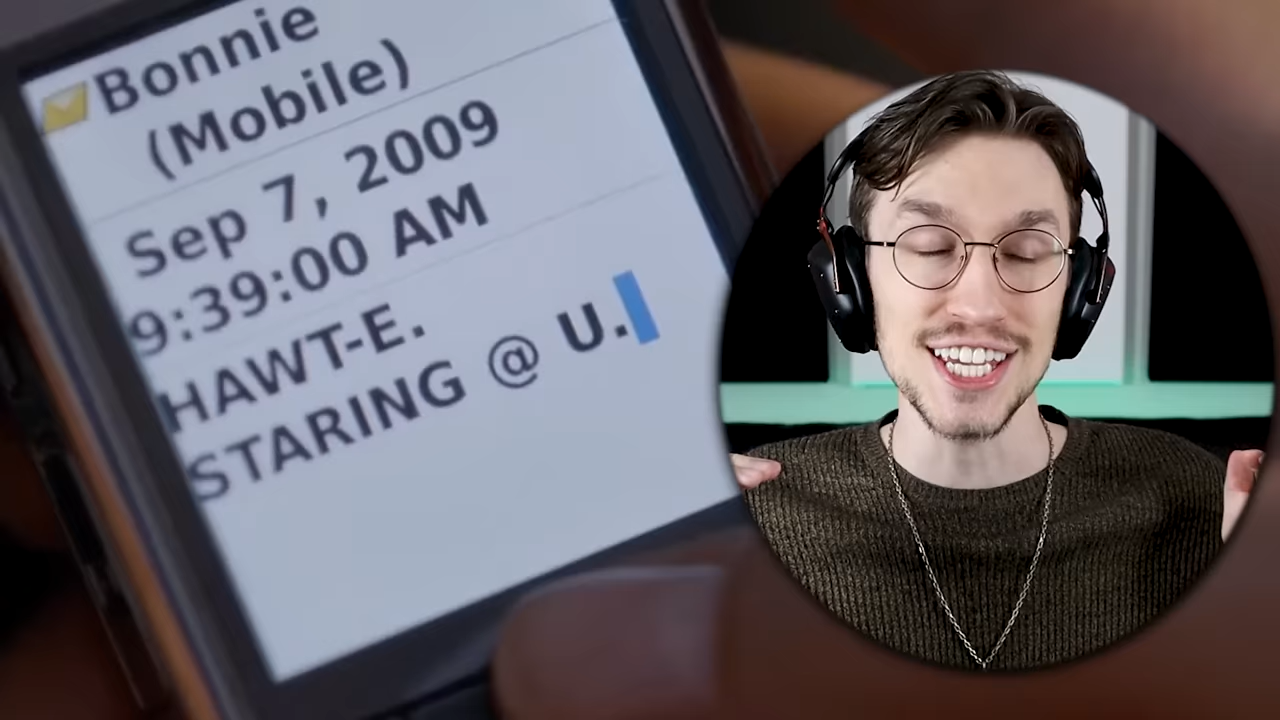 Bonnie
(Mobile)
Sep 7, 2009
9:39:00 AM
HAWT-E.
STARING @ U.